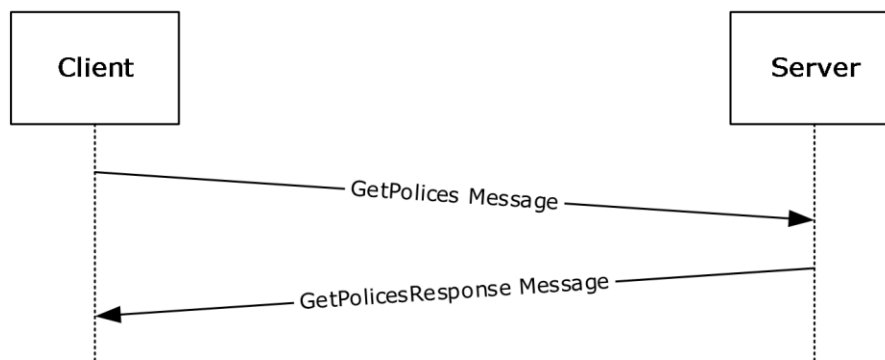 Client
Server
GetPolices Message
GetPolicesResponse Message